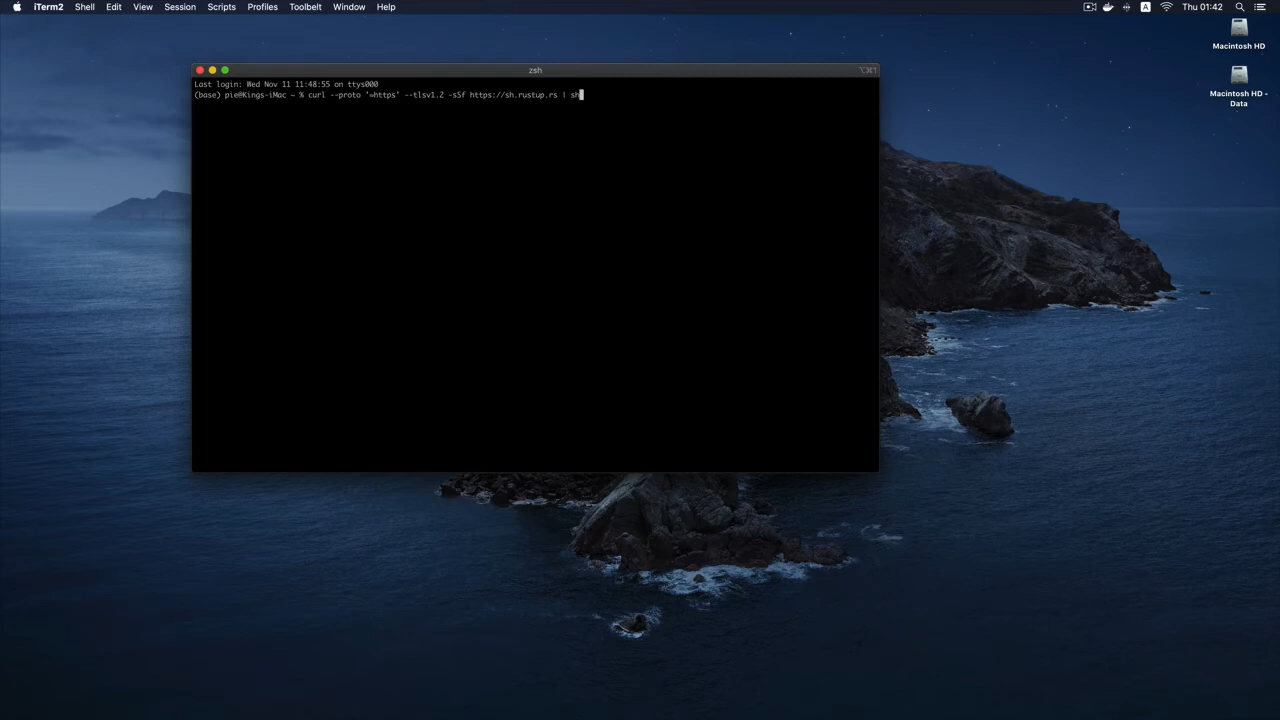 iTerm2 Shell Edit View Session Scripts Profiles Toolbelt Window Help
A Thu 01:42
Macintosh HD
Macintosh HD -
Data
zsh
⌥⌘1
Last login: Wed Nov 11 11:48:55 on ttys000
(base) pie@Kings-iMac ~ % curl --proto '=https' --tlsv1.2 -sSf https://sh.rustup.rs | sh